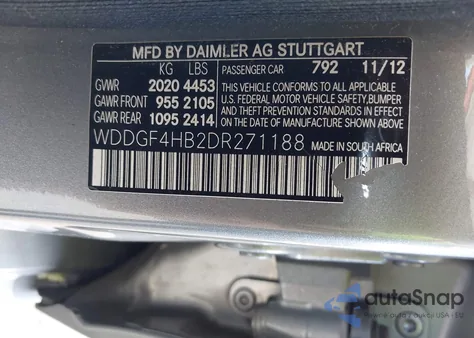 MFD BY DAIMLER AG STUTTGART
KG LBS PASSENGER CAR 792 11/12
GVWR 2020 4453
GAWR FRONT 955 2105
GAWR REAR 1095 2414
THIS VEHICLE CONFORMS TO ALL APPLICABLE
U.S. FEDERAL MOTOR VEHICLE SAFETY, BUMPER,
AND THEFT PREVENTION STANDARDS IN EFFECT
ON THE DATE OF MANUFACTURE SHOWN ABOVE.
WDDGF4HB2DR271188 MADE IN SOUTH AFRICA
autoSnap